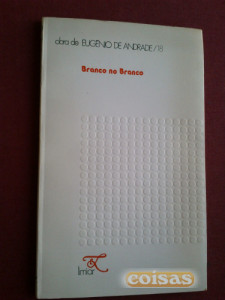 obra de EUGÉNIO DE ANDRADE/18
Branco no Branco
limiar
coisas